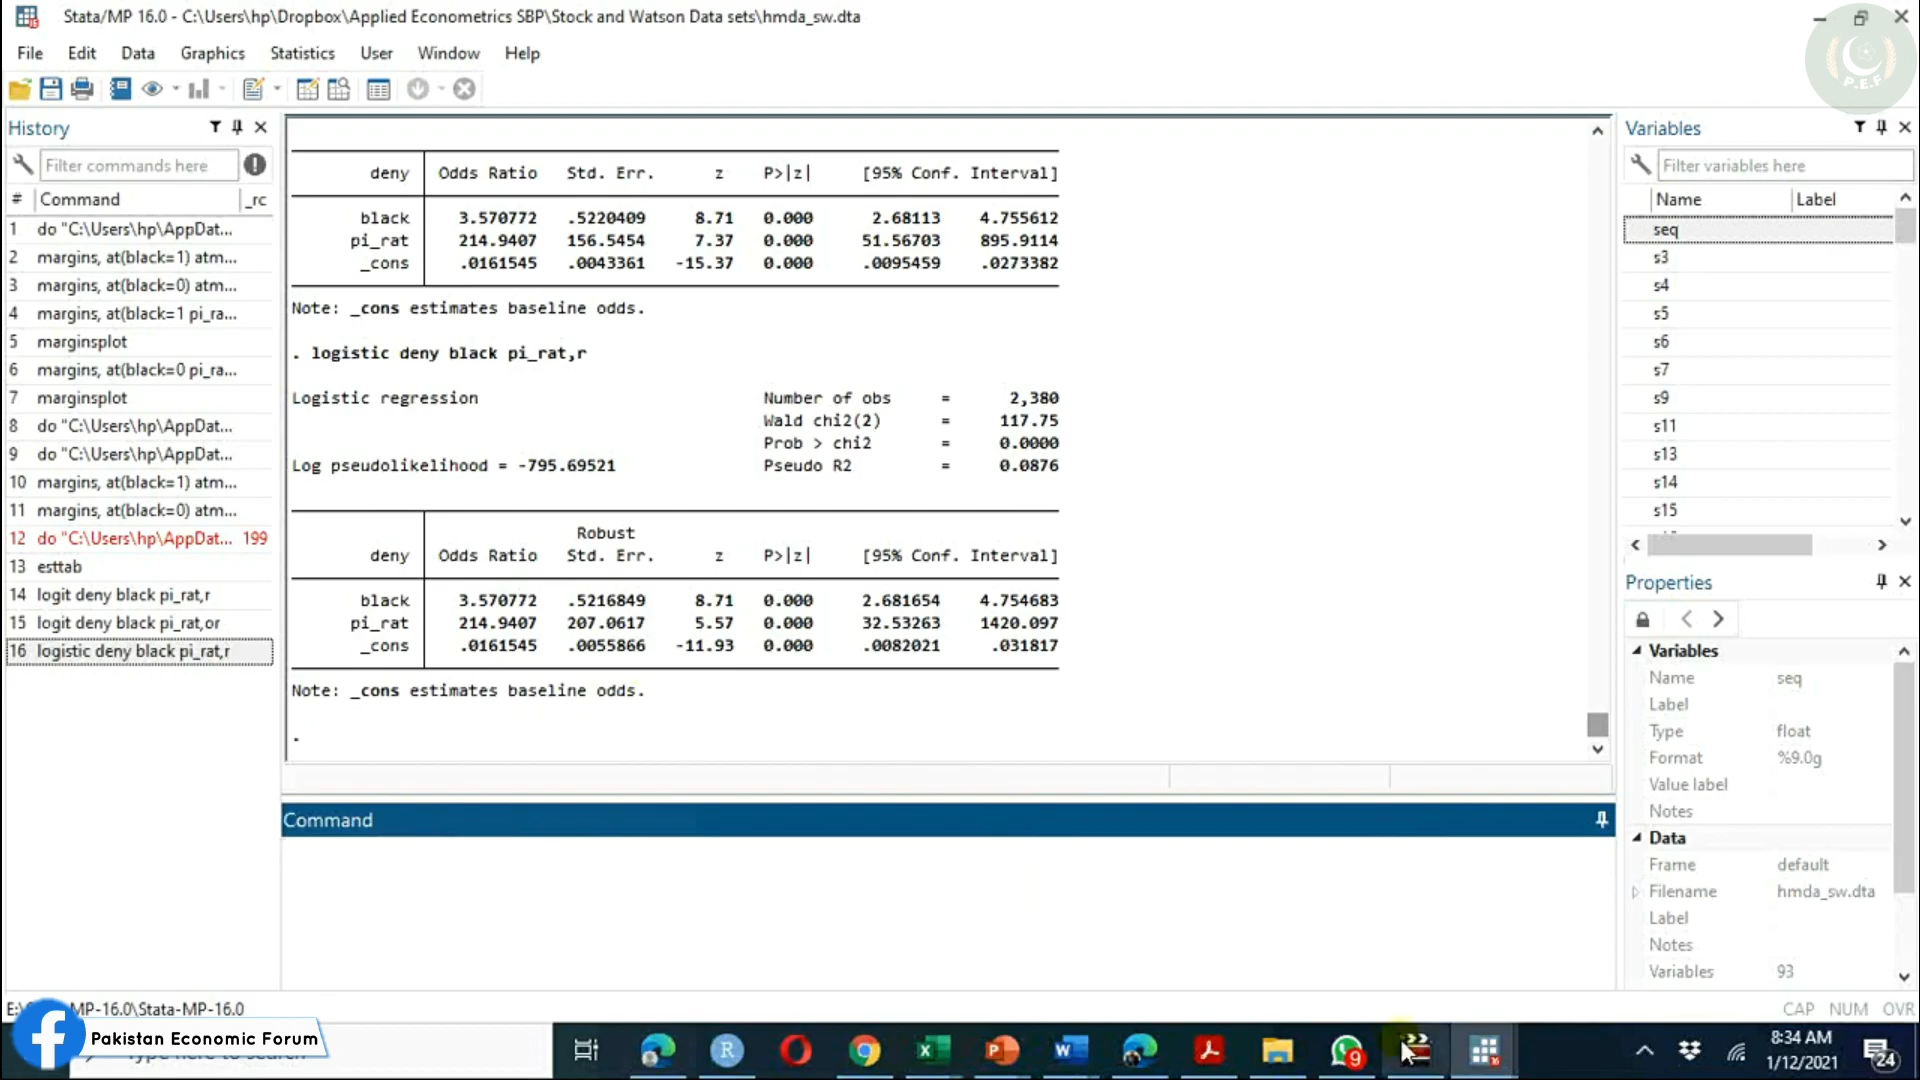 Stata/MP 16.0 - C:\Users\hp\Dropbox\Applied Econometrics SBP\Stock and Watson Data sets\hmda_sw.dta
File Edit Data Graphics Statistics User Window Help
P.E.F
History
Filter commands here
# Command _rc
1 do "C:\Users\hp\AppDat...
2 margins, at(black=1) atm...
3 margins, at(black=0) atm...
4 margins, at(black=1 pi_ra...
5 marginsplot
6 margins, at(black=0 pi_ra...
7 marginsplot
8 do "C:\Users\hp\AppDat...
9 do "C:\Users\hp\AppDat...
10 margins, at(black=1) atm...
11 margins, at(black=0) atm...
12 do "C:\Users\hp\AppDat... 199
13 esttab
14 logit deny black pi_rat,r
15 logit deny black pi_rat,or
16 logistic deny black pi_rat,r
deny Odds Ratio Std. Err. z P>|z| [95% Conf. Interval]
black 3.570772 .5220409 8.71 0.000 2.68113 4.755612
pi_rat 214.9407 156.5454 7.37 0.000 51.56703 895.9114
_cons .0161545 .0043361 -15.37 0.000 .0095459 .0273382
Note: _cons estimates baseline odds.
. logistic deny black pi_rat,r
Logistic regression Number of obs = 2,380
Wald chi2(2) = 117.75
Prob > chi2 = 0.0000
Log pseudolikelihood = -795.69521 Pseudo R2 = 0.0876
Robust
deny Odds Ratio Std. Err. z P>|z| [95% Conf. Interval]
black 3.570772 .5216849 8.71 0.000 2.681654 4.754683
pi_rat 214.9407 207.0617 5.57 0.000 32.53263 1420.097
_cons .0161545 .0055866 -11.93 0.000 .0082021 .031817
Note: _cons estimates baseline odds.
.
Command
Variables
Filter variables here
Name Label
seq
s3
s4
s5
s6
s7
s9
s11
s13
s14
s15
Properties
Variables
Name seq
Label
Type float
Format %9.0g
Value label
Notes
Data
Frame default
Filename hmda_sw.dta
Label
Notes
Variables 93
E:\ MP-16.0\Stata-MP-16.0
CAP NUM OVR
Pakistan Economic Forum
9
8:34 AM
1/12/2021
24